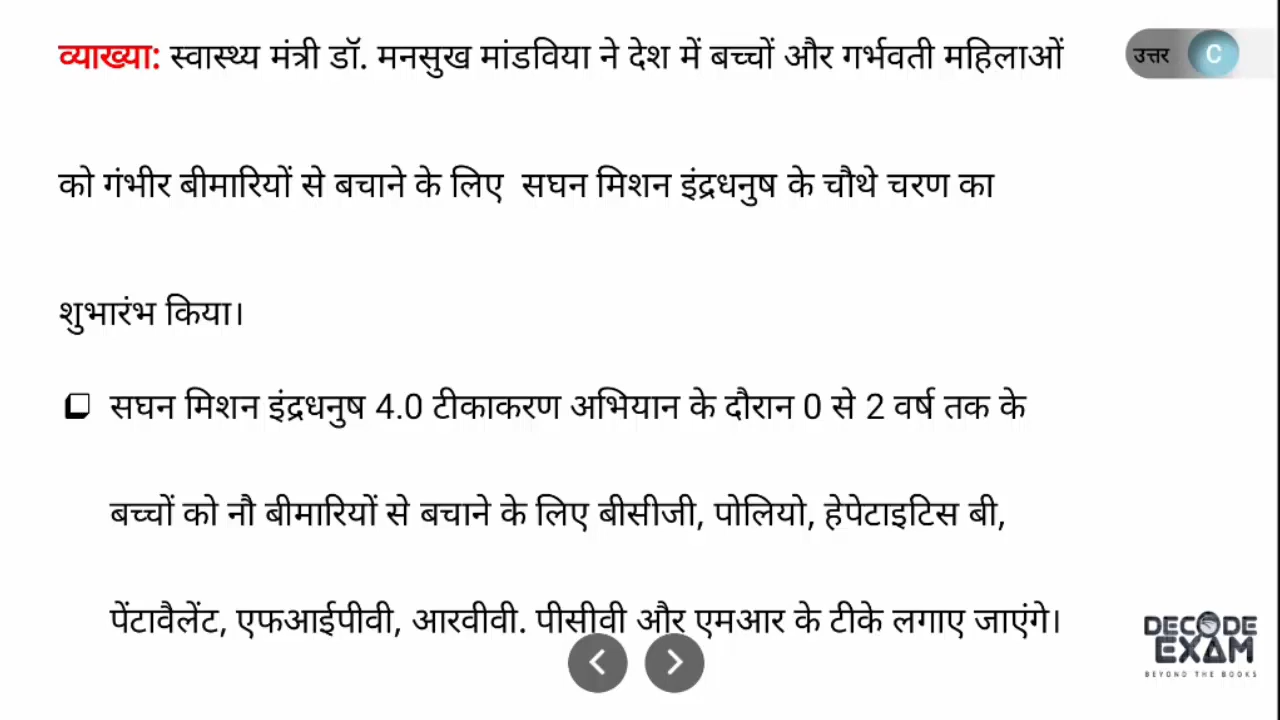 व्याख्या: स्वास्थ्य मंत्री डॉ. मनसुख मांडविया ने देश में बच्चों और गर्भवती महिलाओं
उत्तर C
को गंभीर बीमारियों से बचाने के लिए सघन मिशन इंद्रधनुष के चौथे चरण का
शुभारंभ किया।
सघन मिशन इंद्रधनुष 4.0 टीकाकरण अभियान के दौरान 0 से 2 वर्ष तक के
बच्चों को नौ बीमारियों से बचाने के लिए बीसीजी, पोलियो, हेपेटाइटिस बी,
पेंटावैलेंट, एफआईपीवी, आरवीवी. पीसीवी और एमआर के टीके लगाए जाएंगे।
DECODE
EXAM
BEYOND THE BOOKS